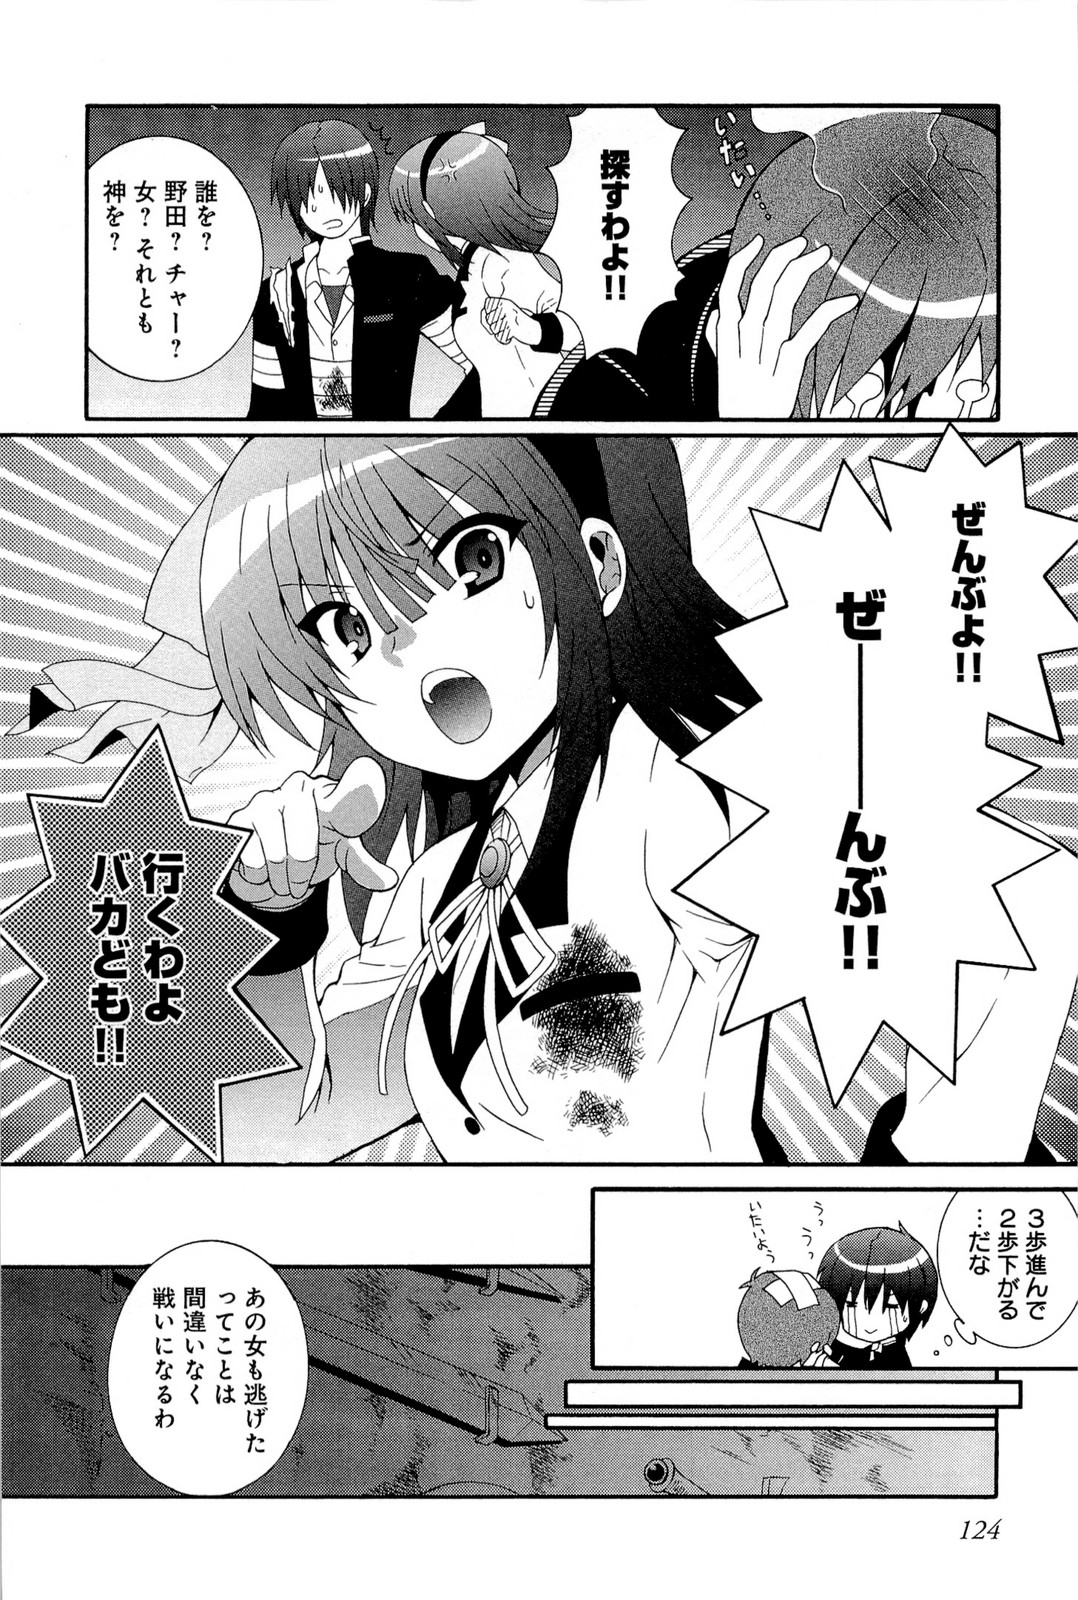 いたい…
探すわよ!!
誰を？
野田？チャー？
女？それとも
神を？
ぜんぶよ!!
ぜ──んぶ!!
行くわよ
バカども!!
3歩進んで
2歩下がる
…だな
うっ
うっ
いたいよう
あの女も逃げた
ってことは
間違いなく
戦いになるわ
124